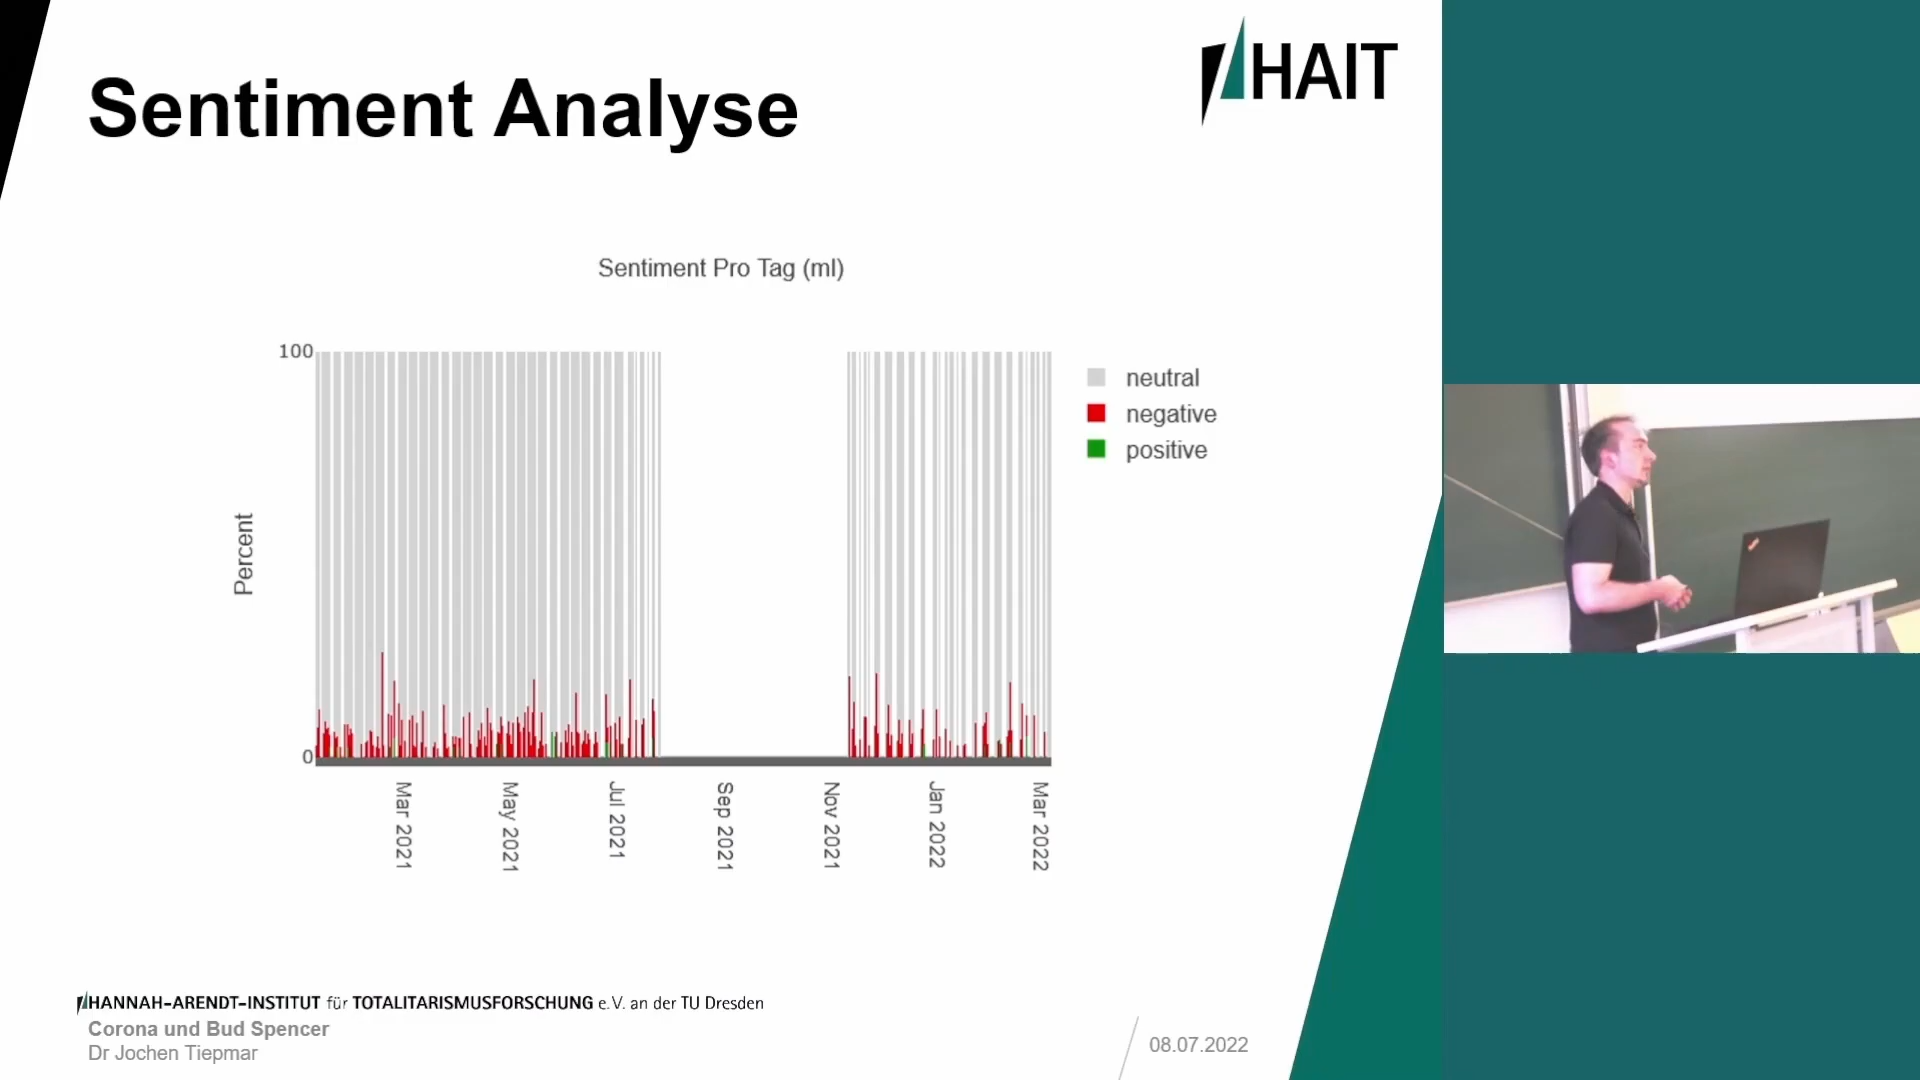 HAIT
Sentiment Analyse
Sentiment Pro Tag (ml)
100
neutral
negative
positive
Percent
0
Mar 2021
May 2021
Jul 2021
Sep 2021
Nov 2021
Jan 2022
Mar 2022
HANNAH-ARENDT-INSTITUT für TOTALITARISMUSFORSCHUNG e.V. an der TU Dresden
Corona und Bud Spencer
Dr Jochen Tiepmar
08.07.2022